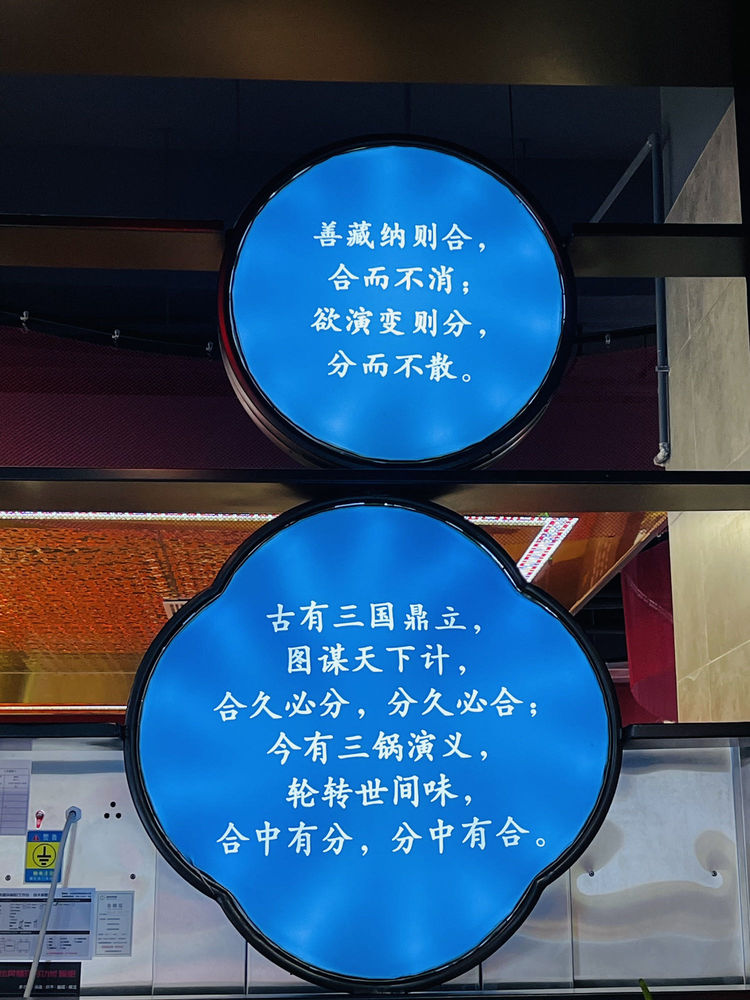 善藏纳则合，
合而不消；
欲演变则分，
分而不散。
古有三国鼎立，
图谋天下计，
合久必分，分久必合；
今有三锅演义，
轮转世间味，
合中有分，分中有合。